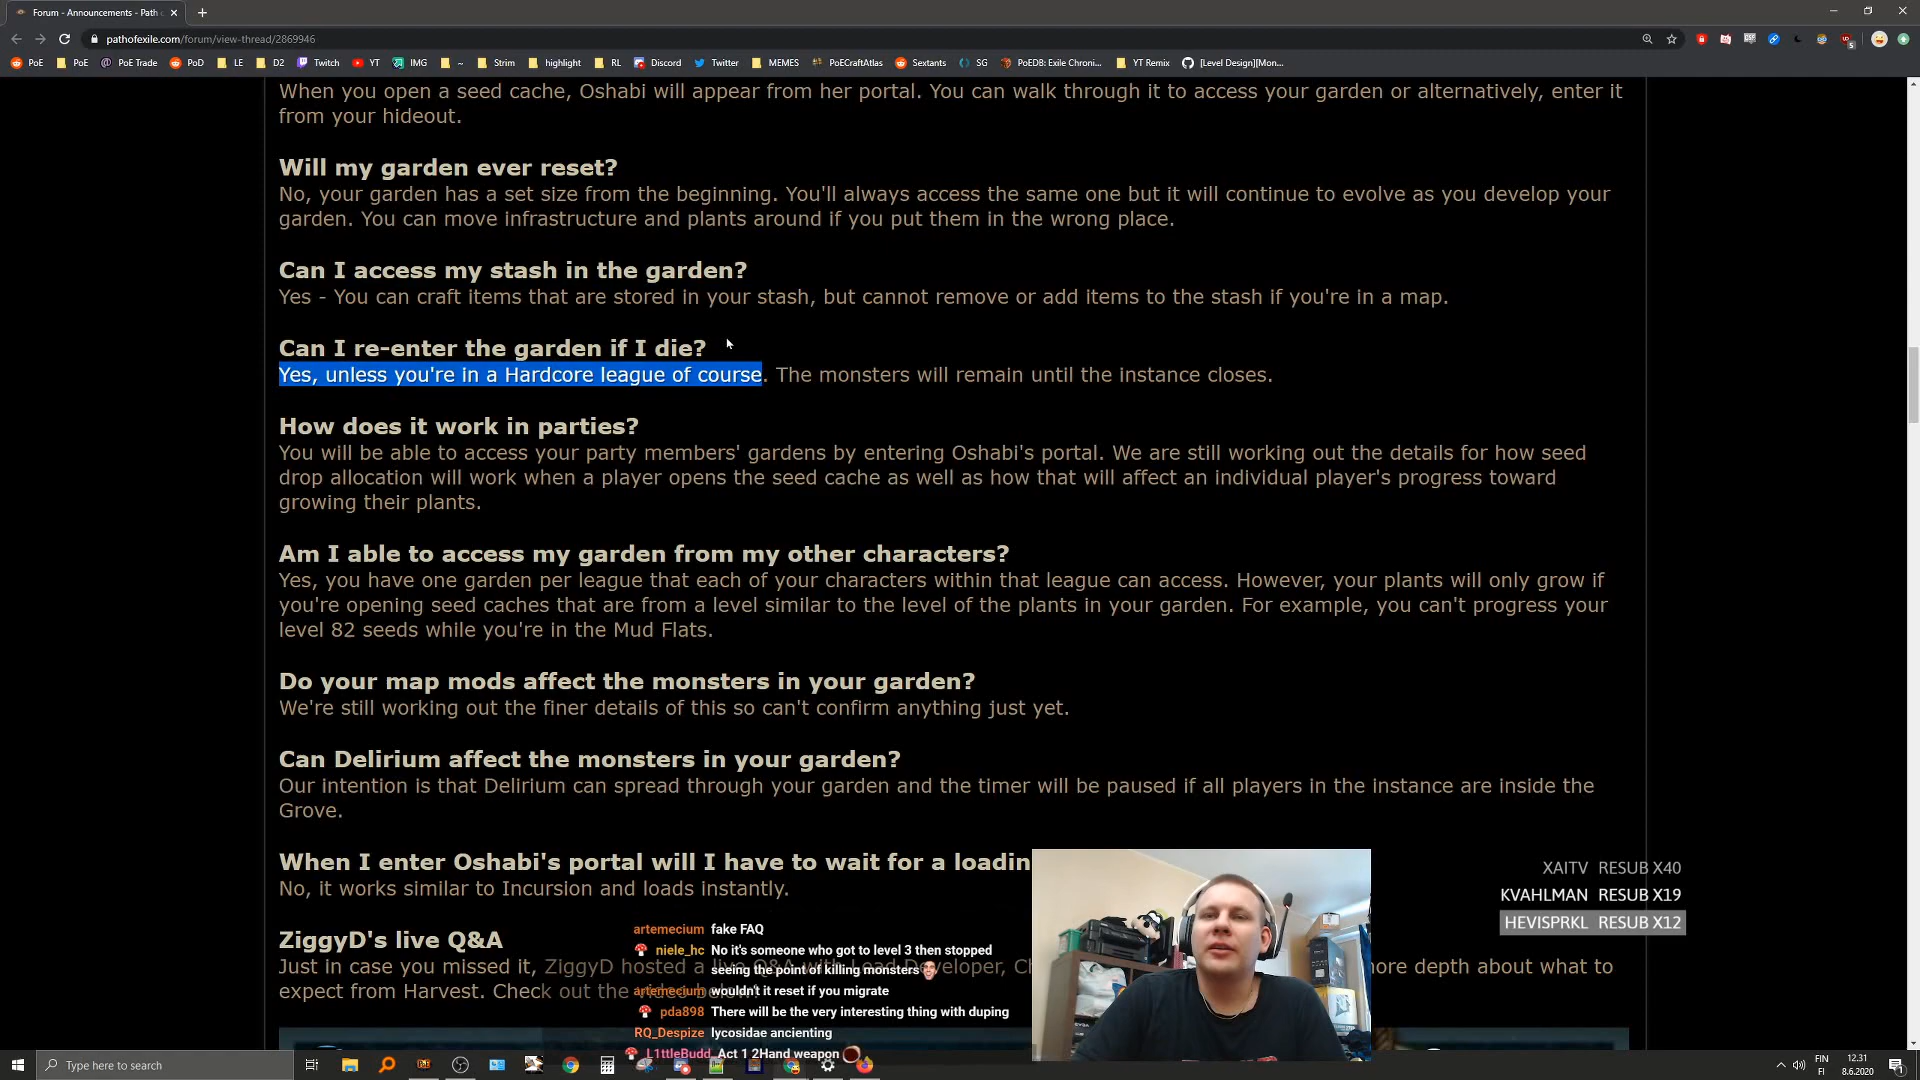 Forum - Announcements - Path
pathofexile.com/forum/view-thread/2869946
PoE PoE PoE Trade PoD LE D2 Twitch YT IMG ~ Strim highlight RL Discord Twitter MEMES PoECraftAtlas Sextants SG PoEDB: Exile Chroni... YT Remix [Level Design][Mon...
When you open a seed cache, Oshabi will appear from her portal. You can walk through it to access your garden or alternatively, enter it
from your hideout.
Will my garden ever reset?
No, your garden has a set size from the beginning. You'll always access the same one but it will continue to evolve as you develop your
garden. You can move infrastructure and plants around if you put them in the wrong place.
Can I access my stash in the garden?
Yes - You can craft items that are stored in your stash, but cannot remove or add items to the stash if you're in a map.
Can I re-enter the garden if I die?
Yes, unless you're in a Hardcore league of course. The monsters will remain until the instance closes.
How does it work in parties?
You will be able to access your party members' gardens by entering Oshabi's portal. We are still working out the details for how seed
drop allocation will work when a player opens the seed cache as well as how that will affect an individual player's progress toward
growing their plants.
Am I able to access my garden from my other characters?
Yes, you have one garden per league that each of your characters within that league can access. However, your plants will only grow if
you're opening seed caches that are from a level similar to the level of the plants in your garden. For example, you can't progress your
level 82 seeds while you're in the Mud Flats.
Do your map mods affect the monsters in your garden?
We're still working out the finer details of this so can't confirm anything just yet.
Can Delirium affect the monsters in your garden?
Our intention is that Delirium can spread through your garden and the timer will be paused if all players in the instance are inside the
Grove.
When I enter Oshabi's portal will I have to wait for a loadin
No, it works similar to Incursion and loads instantly.
XAITV RESUB X40
KVAHLMAN RESUB X19
HEVISPRKL RESUB X12
ZiggyD's live Q&A
Just in case you missed it, ZiggyD hosted a live Q&A with Lead Developer, C ore depth about what to
expect from Harvest. Check out the video below!
artemecium fake FAQ
niele_hc No it's someone who got to level 3 then stopped
seeing the point of killing monsters
artemecium wouldn't it reset if you migrate
pda898 There will be the very interesting thing with duping
RQ_Despize lycosidae ancienting
L1ttleBudd_ Act 1 2Hand weapon
Type here to search
FIN
FI
12.31
8.6.2020